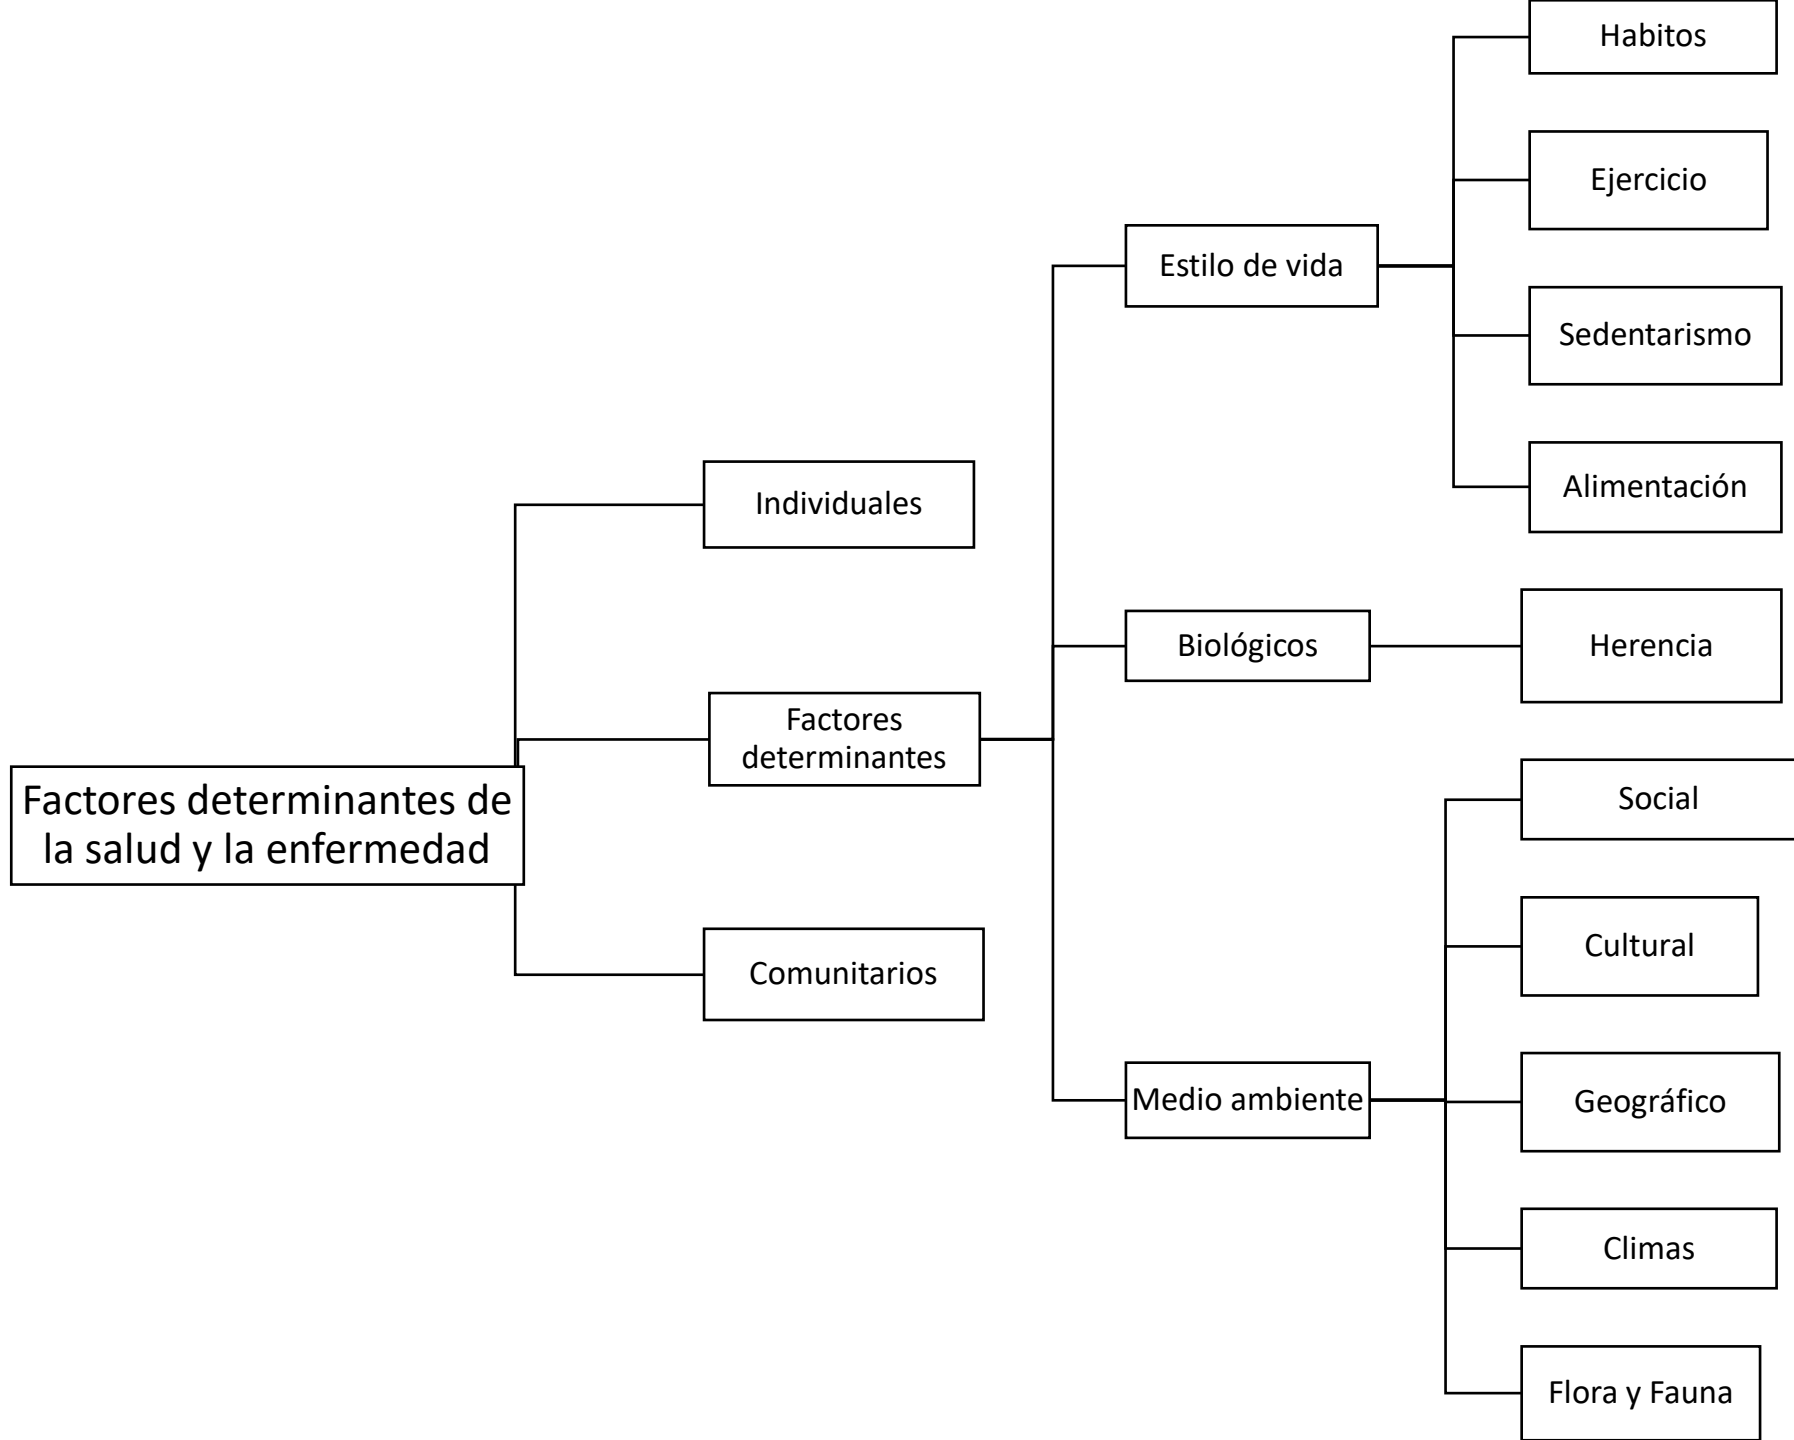 Factores determinantes de
la salud y la enfermedad
Individuales
Factores
determinantes
Comunitarios
Estilo de vida
Biológicos
Medio ambiente
Habitos
Ejercicio
Sedentarismo
Alimentación
Herencia
Social
Cultural
Geográfico
Climas
Flora y Fauna